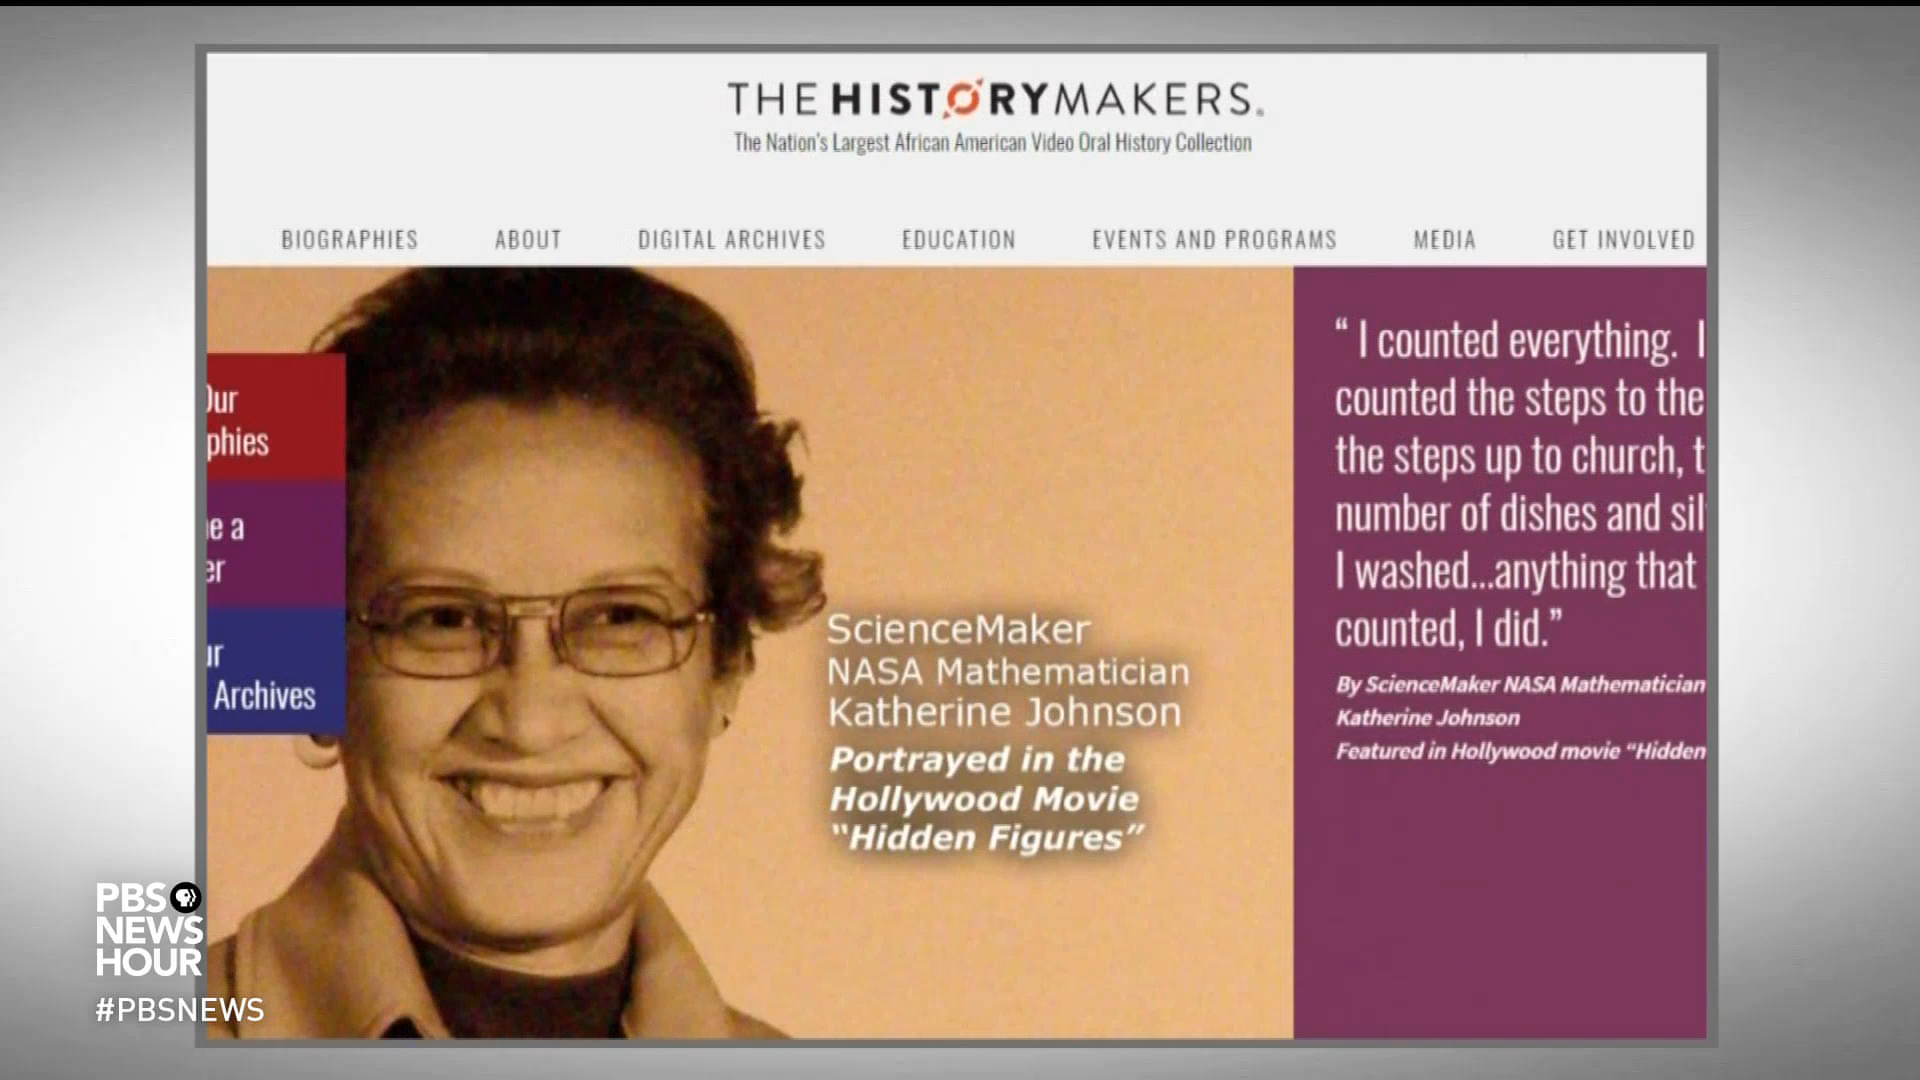 THE HISTORYMAKERS.
The Nation's Largest African American Video Oral History Collection
BIOGRAPHIES ABOUT DIGITAL ARCHIVES EDUCATION EVENTS AND PROGRAMS MEDIA GET INVOLVED
Archives
ScienceMaker
NASA Mathematician
Katherine Johnson
Portrayed in the
Hollywood Movie
“Hidden Figures”
“ I counted everything. I
counted the steps to the
the steps up to church, t
number of dishes and sil
I washed...anything that
counted, I did.”
By ScienceMaker NASA Mathematician
Katherine Johnson
Featured in Hollywood movie “Hidden
PBS
NEWS
HOUR
#PBSNEWS